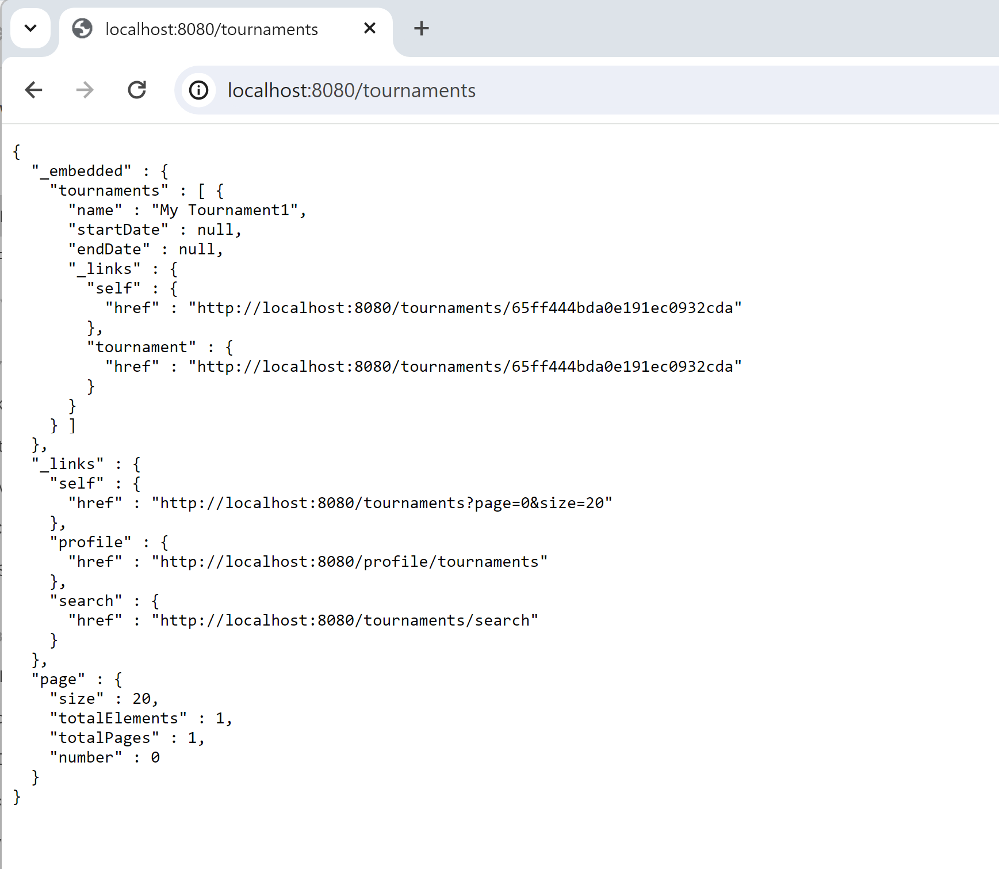 localhost:8080/tournaments
localhost:8080/tournaments
{
  "_embedded" : {
    "tournaments" : [ {
      "name" : "My Tournament1",
      "startDate" : null,
      "endDate" : null,
      "_links" : {
        "self" : {
          "href" : "http://localhost:8080/tournaments/65ff444bda0e191ec0932cda"
        },
        "tournament" : {
          "href" : "http://localhost:8080/tournaments/65ff444bda0e191ec0932cda"
        }
      }
    } ]
  },
  "_links" : {
    "self" : {
      "href" : "http://localhost:8080/tournaments?page=0&size=20"
    },
    "profile" : {
      "href" : "http://localhost:8080/profile/tournaments"
    },
    "search" : {
      "href" : "http://localhost:8080/tournaments/search"
    }
  },
  "page" : {
    "size" : 20,
    "totalElements" : 1,
    "totalPages" : 1,
    "number" : 0
  }
}